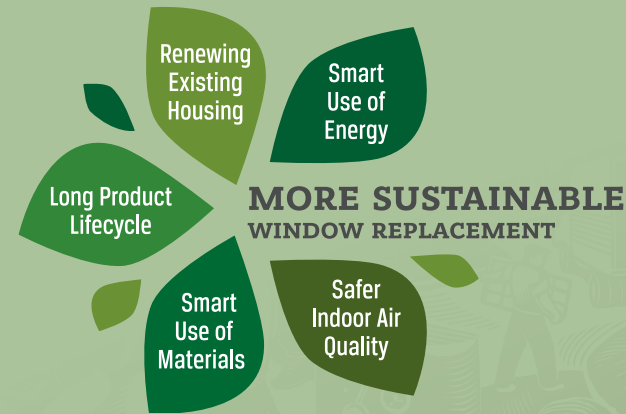 Renewing
Existing
Housing
Smart
Use of
Energy
Long Product
Lifecycle
MORE SUSTAINABLE
WINDOW REPLACEMENT
Smart
Use of
Materials
Safer
Indoor Air
Quality